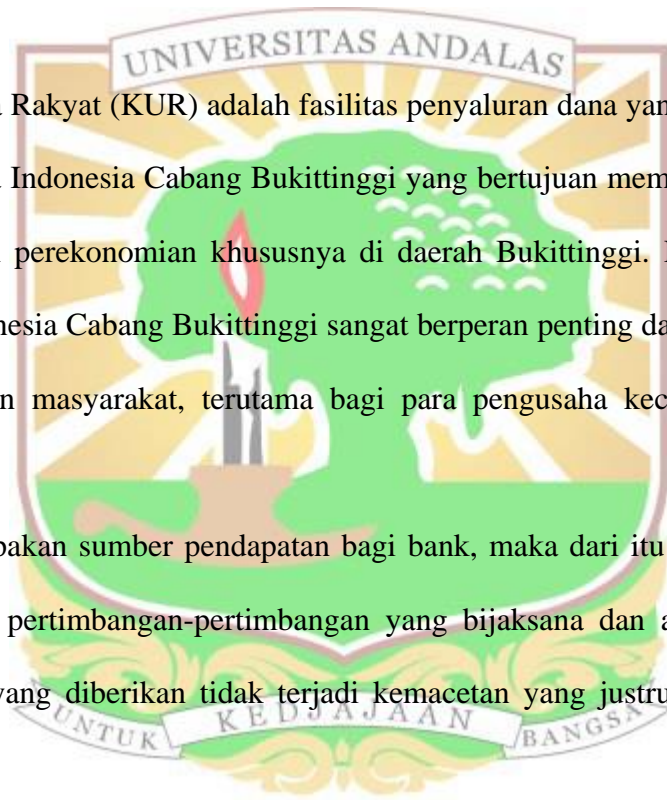 UNIVERSITAS ANDALAS
Rakyat (KUR) adalah fasilitas penyaluran dana yan
Indonesia Cabang Bukittinggi yang bertujuan mem
perekonomian khususnya di daerah Bukittinggi.
nesia Cabang Bukittinggi sangat berperan penting da
n masyarakat, terutama bagi para pengusaha kec
pakan sumber pendapatan bagi bank, maka dari itu
pertimbangan-pertimbangan yang bijaksana dan a
yang diberikan tidak terjadi kemacetan yang justru
UNTUK KEDJAJAAN BANGSA